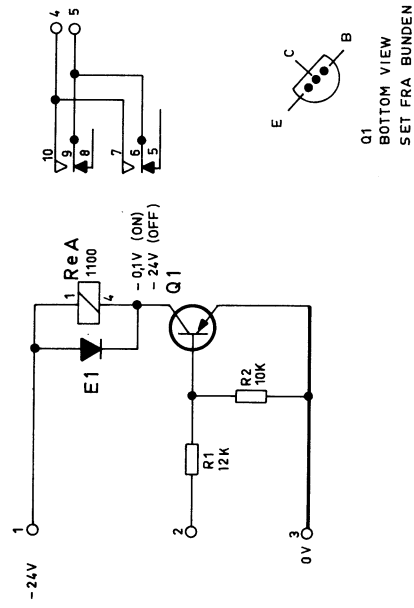 4
5
10
9
8
7
6
5
C
B
E
Q1
BOTTOM VIEW
SET FRA BUNDEN
ReA
1100
1
4
- 0,1V (ON)
- 24V (OFF)
Q1
E1
R2
10K
R1
12K
1
-24V
2
3
0V